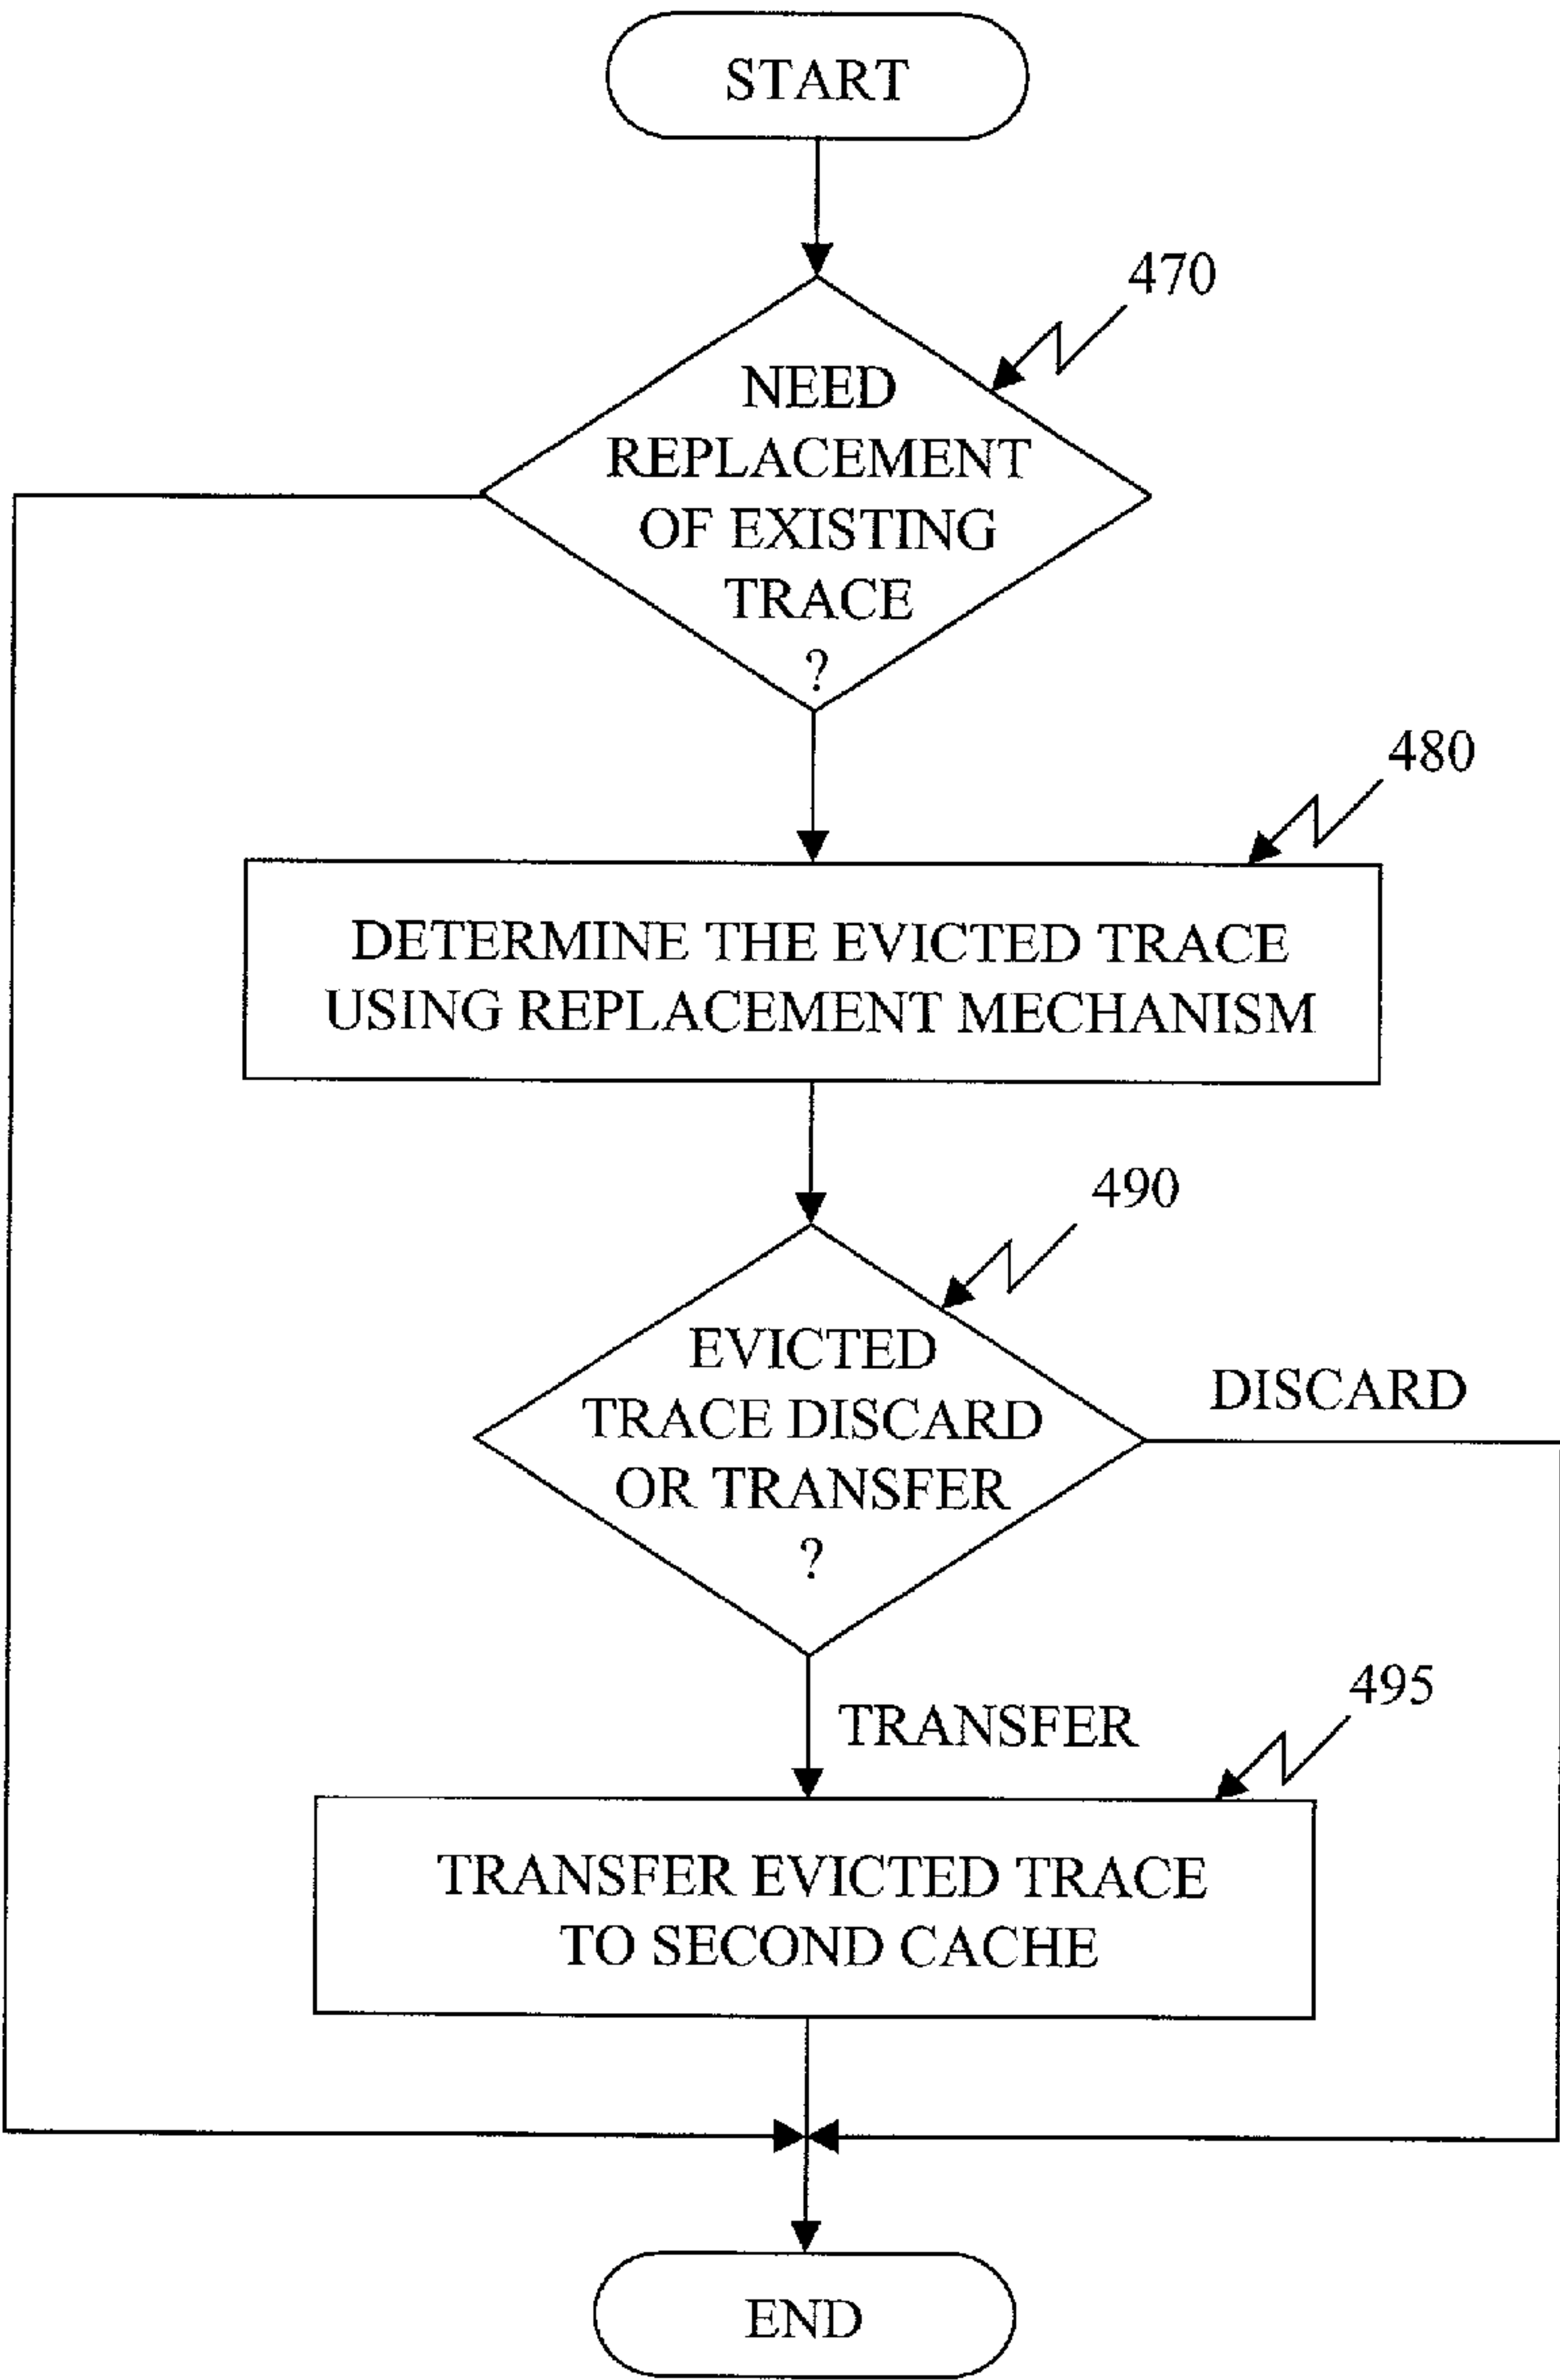 START
470
NEED
REPLACEMENT
OF EXISTING
TRACE
?
480
DETERMINE THE EVICTED TRACE
USING REPLACEMENT MECHANISM
490
EVICTED
TRACE DISCARD
OR TRANSFER
?
DISCARD
TRANSFER
495
TRANSFER EVICTED TRACE
TO SECOND CACHE
END